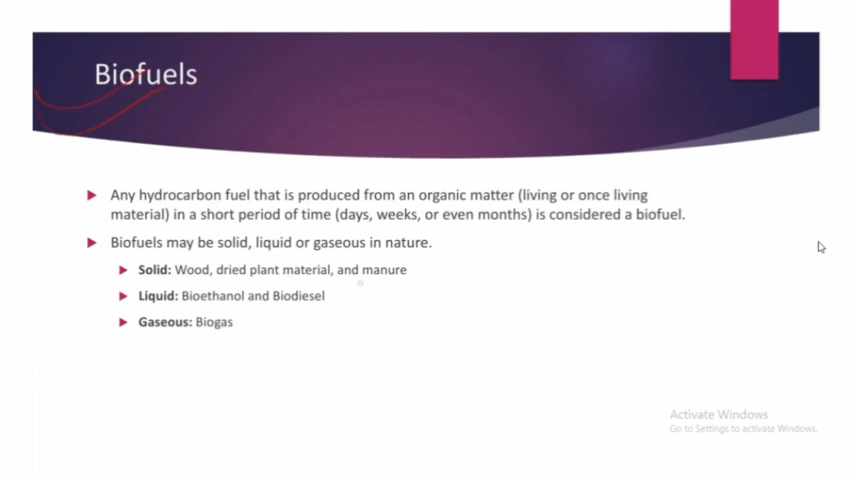 Biofuels
Any hydrocarbon fuel that is produced from an organic matter (living or once living
material) in a short period of time (days, weeks, or even months) is considered a biofuel.
Biofuels may be solid, liquid or gaseous in nature.
Solid: Wood, dried plant material, and manure
Liquid: Bioethanol and Biodiesel
Gaseous: Biogas
Activate Windows
Go to Settings to activate Windows.